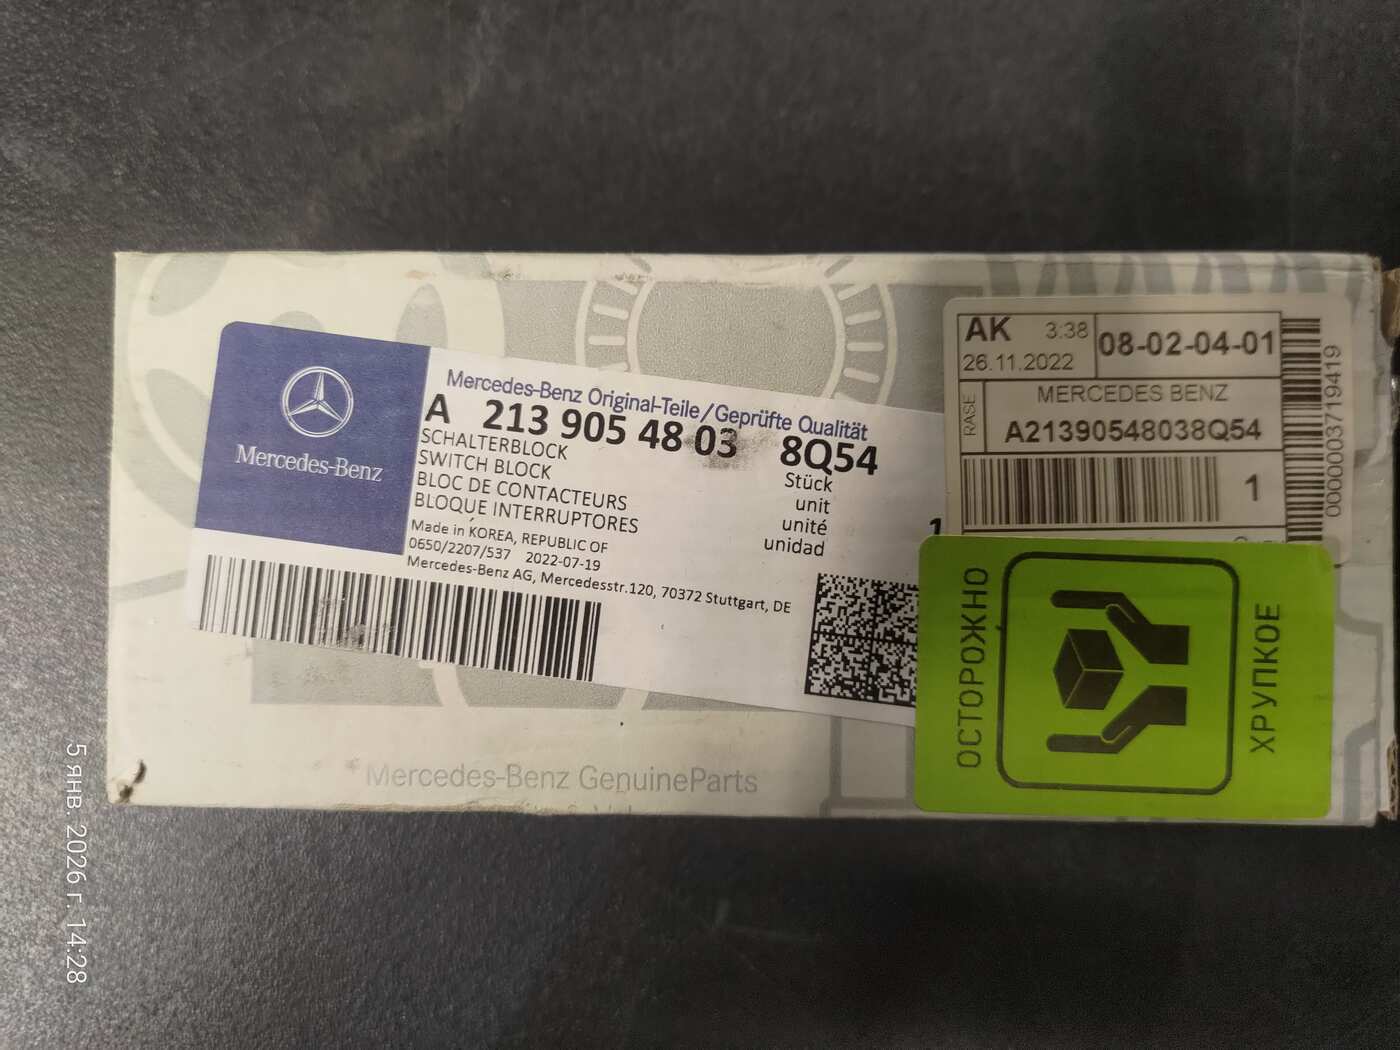 Mercedes-Benz
Mercedes-Benz Original-Teile/Geprüfte Qualität
A 213 905 48 03 8Q54
SCHALTERBLOCK
SWITCH BLOCK
BLOC DE CONTACTEURS
BLOQUE INTERRUPTORES
Stück
unit
unité
unidad
1
Made in KOREA, REPUBLIC OF
0650/2207/537 2022-07-19
Mercedes-Benz AG, Mercedesstr.120, 70372 Stuttgart, DE
AK 3:38
26.11.2022
08-02-04-01
RASE
MERCEDES BENZ
A21390548038Q54
1
0000003719419
ОСТОРОЖНО
ХРУПКОЕ
Mercedes-Benz GenuineParts
5 янв. 2026 г. 14:28